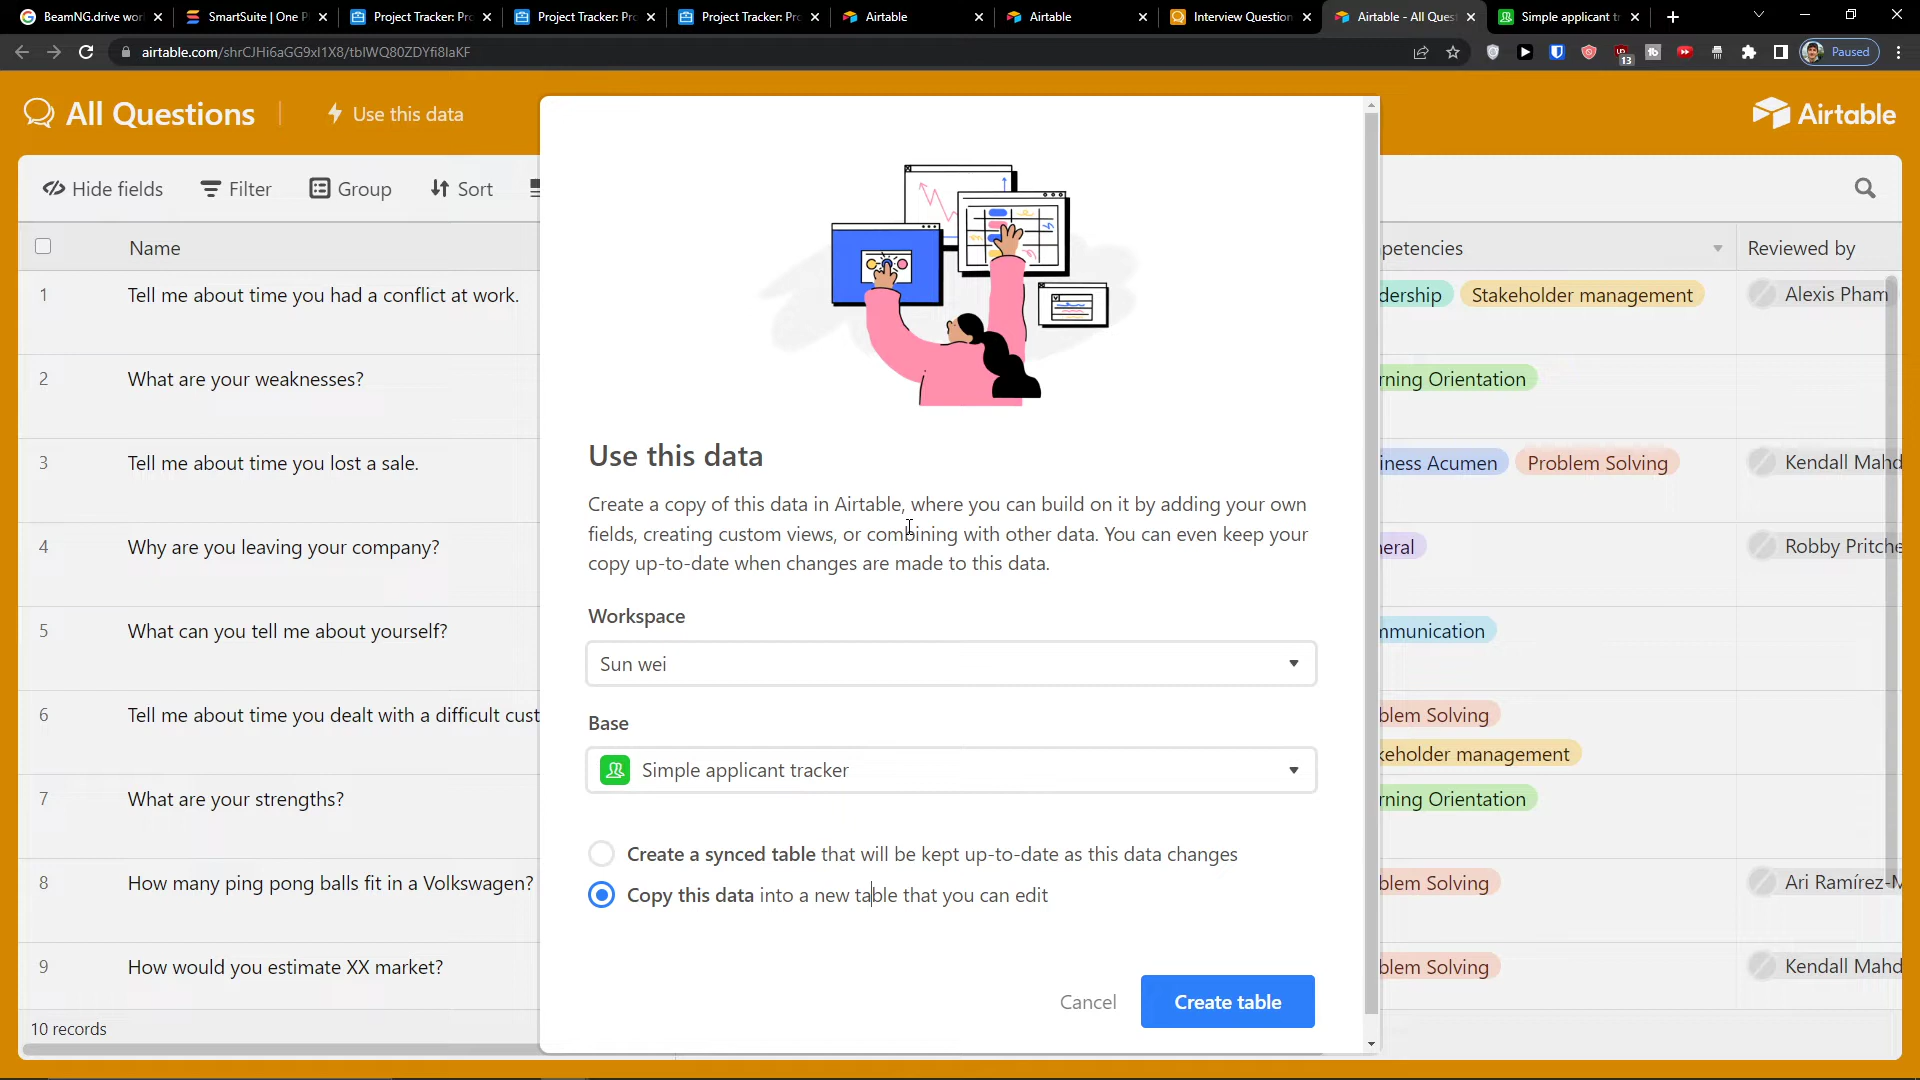 BeamNG.drive wor
SmartSuite | One P
Project Tracker: Pr
Project Tracker: Pr
Project Tracker: Pr
Airtable
Airtable
Interview Question
Airtable - All Ques
Simple applicant tr
airtable.com/shrCJHi6aGG9xI1X8/tblWQ80ZDYfi8laKF
13
Paused
All Questions
Use this data
Airtable
Hide fields
Filter
Group
Sort
Name
petencies
Reviewed by
1
Tell me about time you had a conflict at work.
dership
Stakeholder management
Alexis Pham
2
What are your weaknesses?
rning Orientation
3
Tell me about time you lost a sale.
iness Acumen
Problem Solving
Kendall Mahd
4
Why are you leaving your company?
eral
Robby Pritche
5
What can you tell me about yourself?
mmunication
6
Tell me about time you dealt with a difficult cust
blem Solving
keholder management
7
What are your strengths?
rning Orientation
8
How many ping pong balls fit in a Volkswagen?
blem Solving
Ari Ramírez-M
9
How would you estimate XX market?
blem Solving
Kendall Mahd
10 records
Use this data
Create a copy of this data in Airtable, where you can build on it by adding your own
fields, creating custom views, or combining with other data. You can even keep your
copy up-to-date when changes are made to this data.
Workspace
Sun wei
Base
Simple applicant tracker
Create a synced table that will be kept up-to-date as this data changes
Copy this data into a new table that you can edit
Cancel
Create table